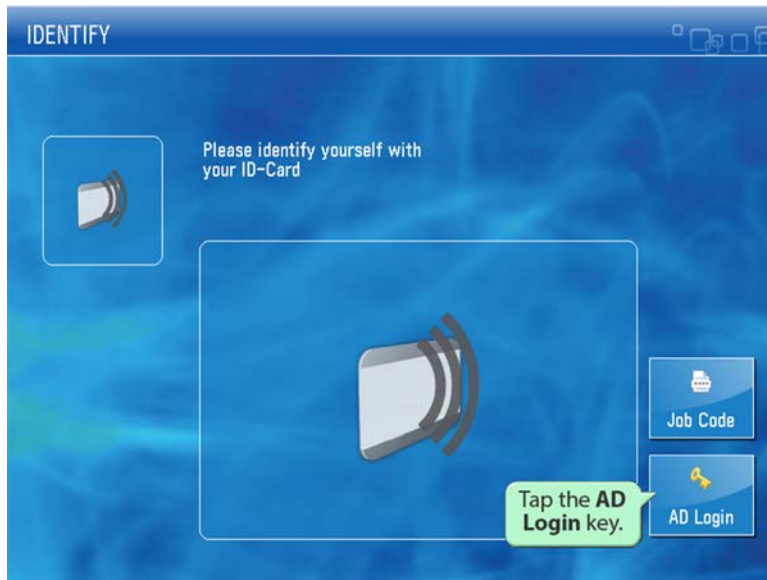 IDENTIFY
Please identify yourself with
your ID-Card
Job Code
Tap the AD
Login key.
AD Login